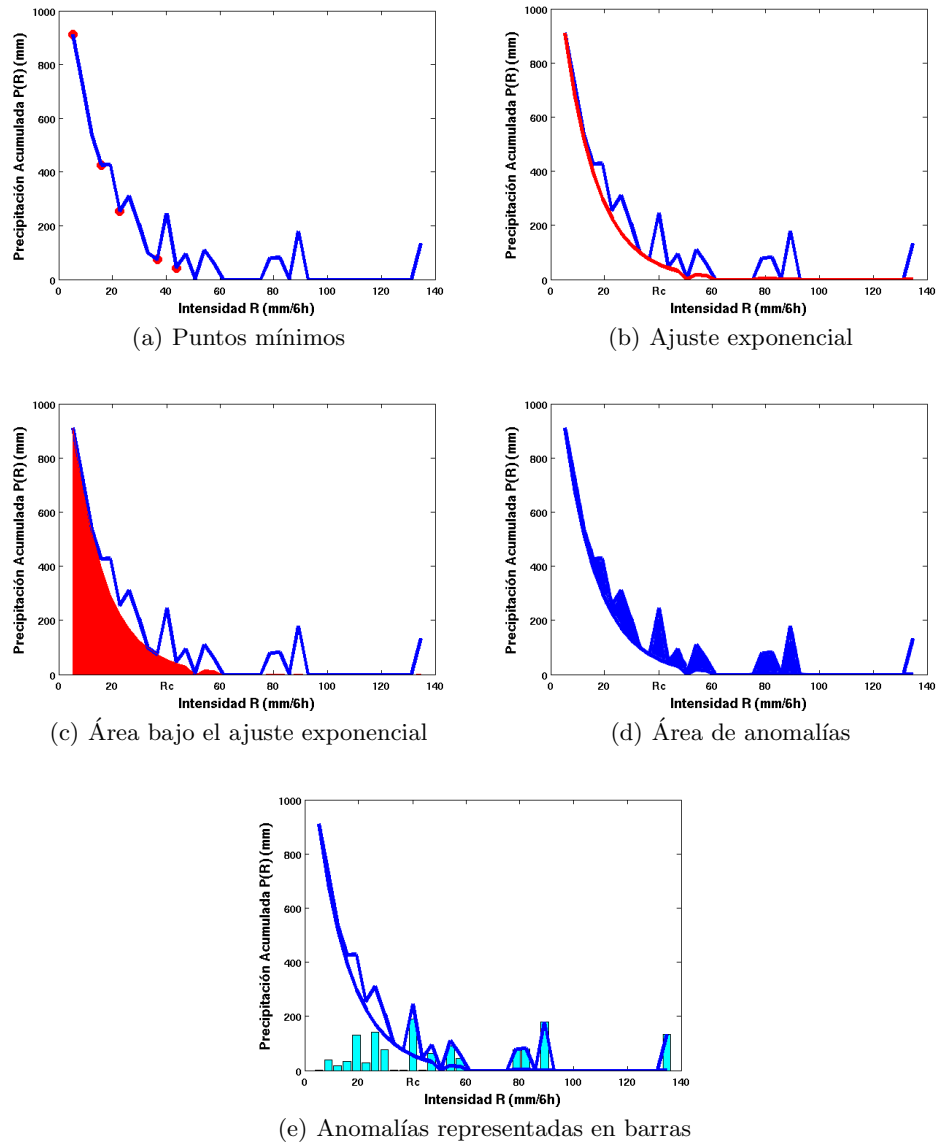 1000
800
600
400
200
0
0 20 40 60 80 100 120 140
Precipitación Acumulada P(R) (mm)
Intensidad R (mm/6h)
(a) Puntos mínimos
1000
800
600
400
200
0
0 20 Rc 60 80 100 120 140
Precipitación Acumulada P(R) (mm)
Intensidad R (mm/6h)
(b) Ajuste exponencial
1000
800
600
400
200
0
0 20 Rc 60 80 100 120 140
Precipitación Acumulada P(R) (mm)
Intensidad R (mm/6h)
(c) Área bajo el ajuste exponencial
1000
800
600
400
200
0
0 20 Rc 60 80 100 120 140
Precipitación Acumulada P(R) (mm)
Intensidad R (mm/6h)
(d) Área de anomalías
1000
800
600
400
200
0
0 20 Rc 60 80 100 120 140
Precipitación Acumulada P(R) (mm)
Intensidad R (mm/6h)
(e) Anomalías representadas en barras